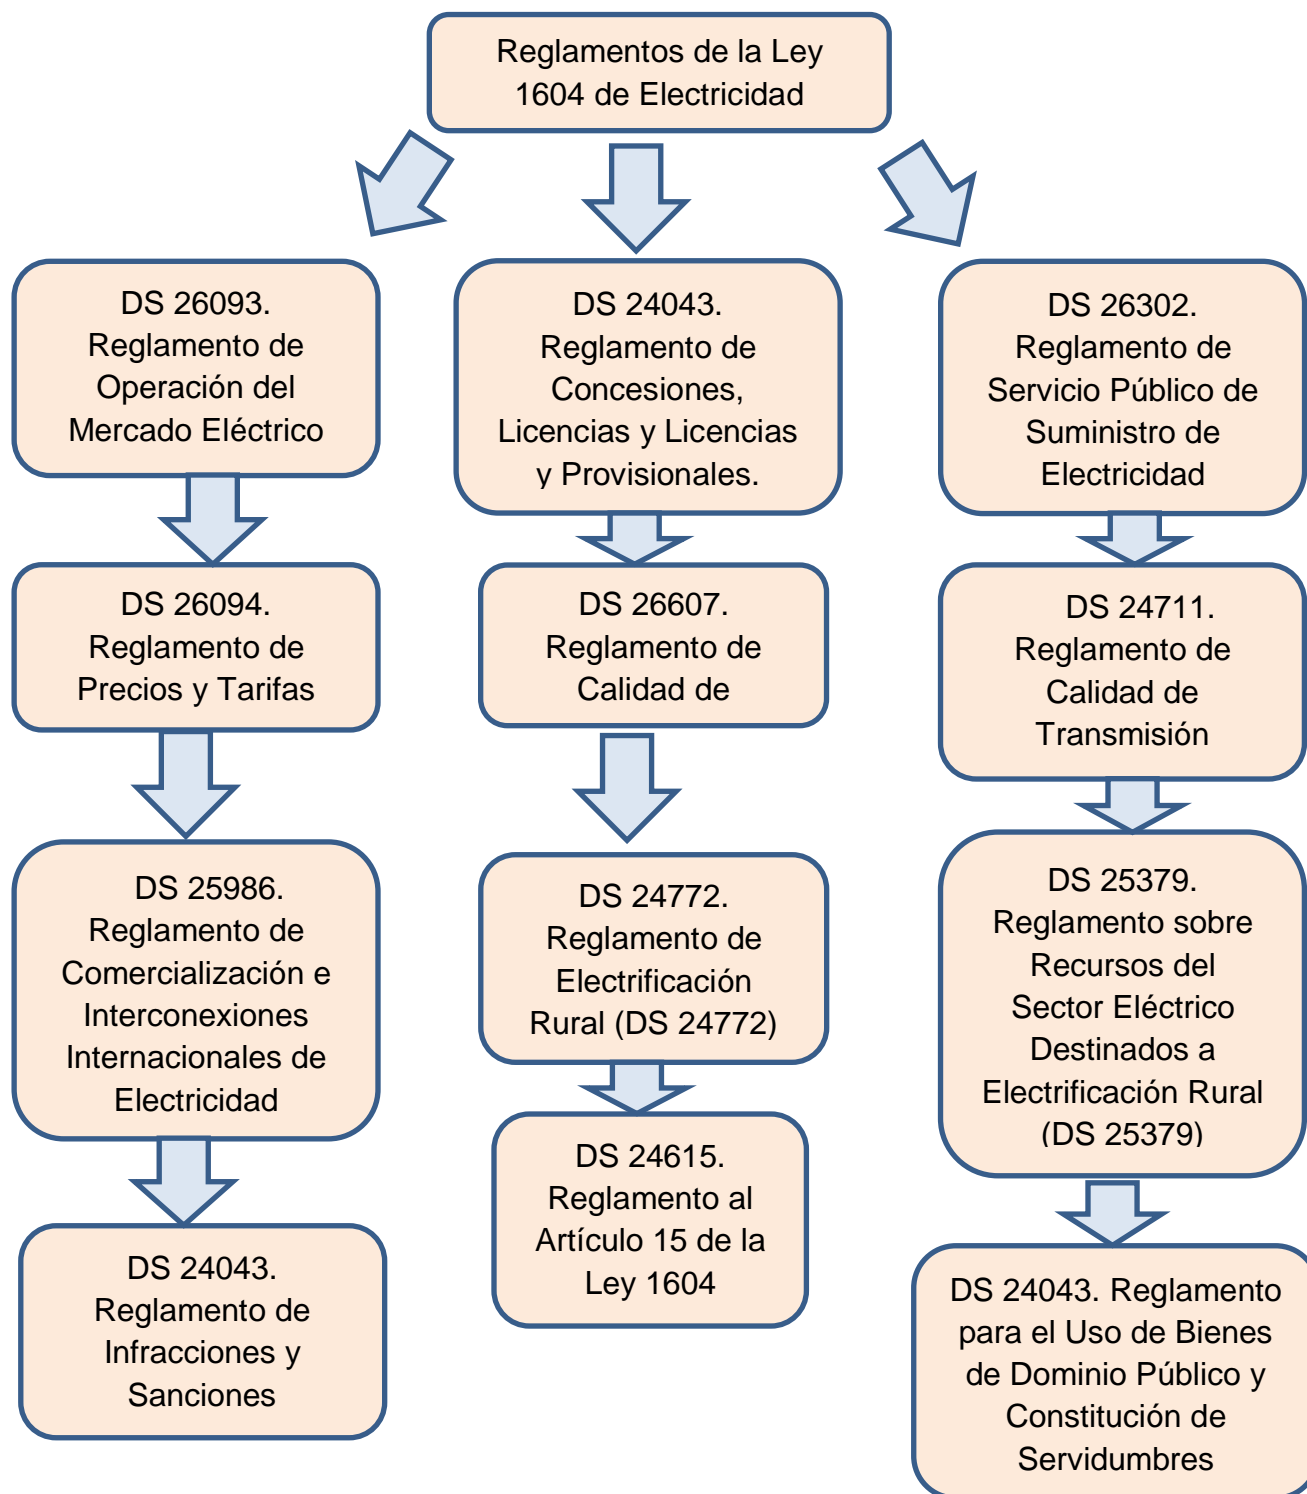 Reglamentos de la Ley
1604 de Electricidad
DS 26093.
Reglamento de
Operación del
Mercado Eléctrico
DS 24043.
Reglamento de
Concesiones,
Licencias y Licencias
y Provisionales.
DS 26302.
Reglamento de
Servicio Público de
Suministro de
Electricidad
DS 26094.
Reglamento de
Precios y Tarifas
DS 26607.
Reglamento de
Calidad de
DS 24711.
Reglamento de
Calidad de
Transmisión
DS 25986.
Reglamento de
Comercialización e
Interconexiones
Internacionales de
Electricidad
DS 24772.
Reglamento de
Electrificación
Rural (DS 24772)
DS 25379.
Reglamento sobre
Recursos del
Sector Eléctrico
Destinados a
Electrificación Rural
(DS 25379)
DS 24043.
Reglamento de
Infracciones y
Sanciones
DS 24615.
Reglamento al
Artículo 15 de la
Ley 1604
DS 24043. Reglamento
para el Uso de Bienes
de Dominio Público y
Constitución de
Servidumbres